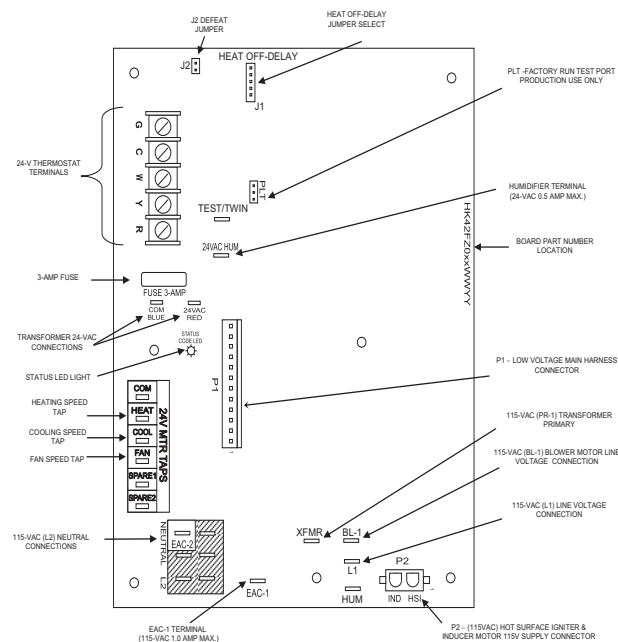 J2 DEFEAT
JUMPER
HEAT OFF-DELAY
JUMPER SELECT
J2
HEAT OFF-DELAY
J1
PLT -FACTORY RUN TEST PORT
PRODUCTION USE ONLY
24-V THERMOSTAT
TERMINALS
G
C
W
Y
R
PLT
TEST/TWIN
HUMIDIFIER TERMINAL
(24-VAC 0.5 AMP MAX.)
24VAC HUM
BOARD PART NUMBER
LOCATION
HK42FZ0xxWWYY
3-AMP FUSE
FUSE 3-AMP
COM
BLUE
24VAC
RED
TRANSFORMER 24-VAC
CONNECTIONS
STATUS
CODE LED
STATUS LED LIGHT
P1
1
P1 – LOW VOLTAGE MAIN HARNESS
CONNECTOR
HEATING SPEED
TAP
COOLING SPEED
TAP
FAN SPEED TAP
COM
HEAT
COOL
FAN
SPARE1
SPARE2
24V MTR TAPS
115-VAC (PR-1) TRANSFORMER
PRIMARY
115-VAC (BL-1) BLOWER MOTOR LINE
VOLTAGE CONNECTION
115-VAC (L1) LINE VOLTAGE
CONNECTION
115-VAC (L2) NEUTRAL
CONNECTIONS
NEUTRAL
L2
EAC-2
XFMR
BL-1
L1
P2
EAC-1
HUM
IND
HSI
1
EAC-1 TERMINAL
(115-VAC 1.0 AMP MAX.)
P2 – (115VAC) HOT SURFACE IGNITER &
INDUCER MOTOR 115V SUPPLY CONNECTOR